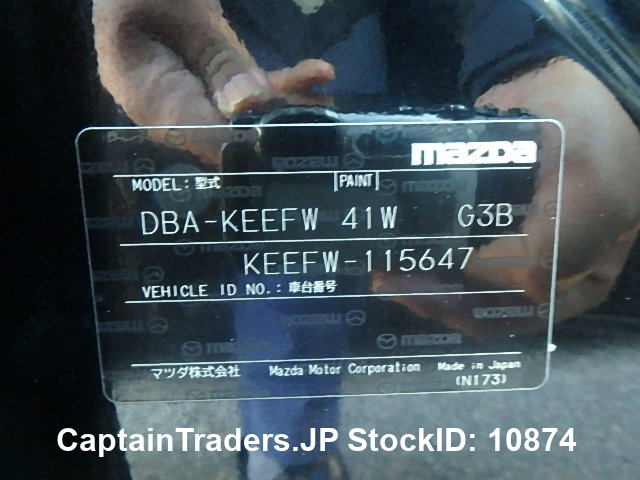 mazda
MODEL: 型式 PAINT
DBA-KEEFW 41W G3B
KEEFW-115647
VEHICLE ID NO.: 車台番号
マツダ株式会社 Mazda Motor Corporation Made in Japan
(N173)
CaptainTraders.JP StockID: 10874